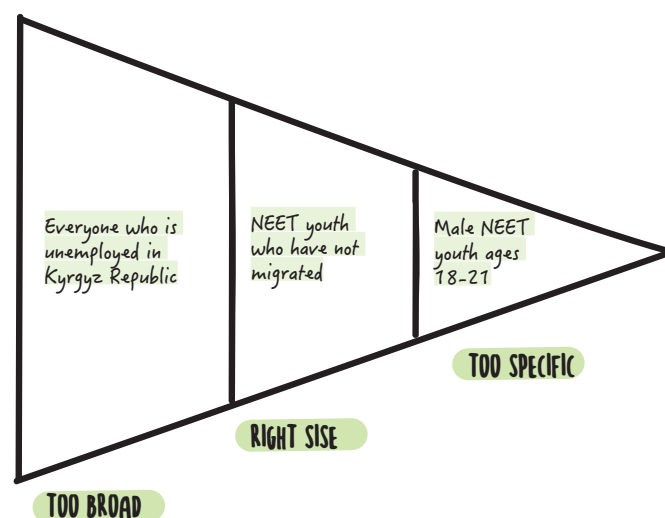 Everyone who is
unemployed in
Kyrgyz Republic
NEET youth
who have not
migrated
Male NEET
youth ages
18-21
TOO SPECIFIC
RIGHT SISE
TOO BROAD